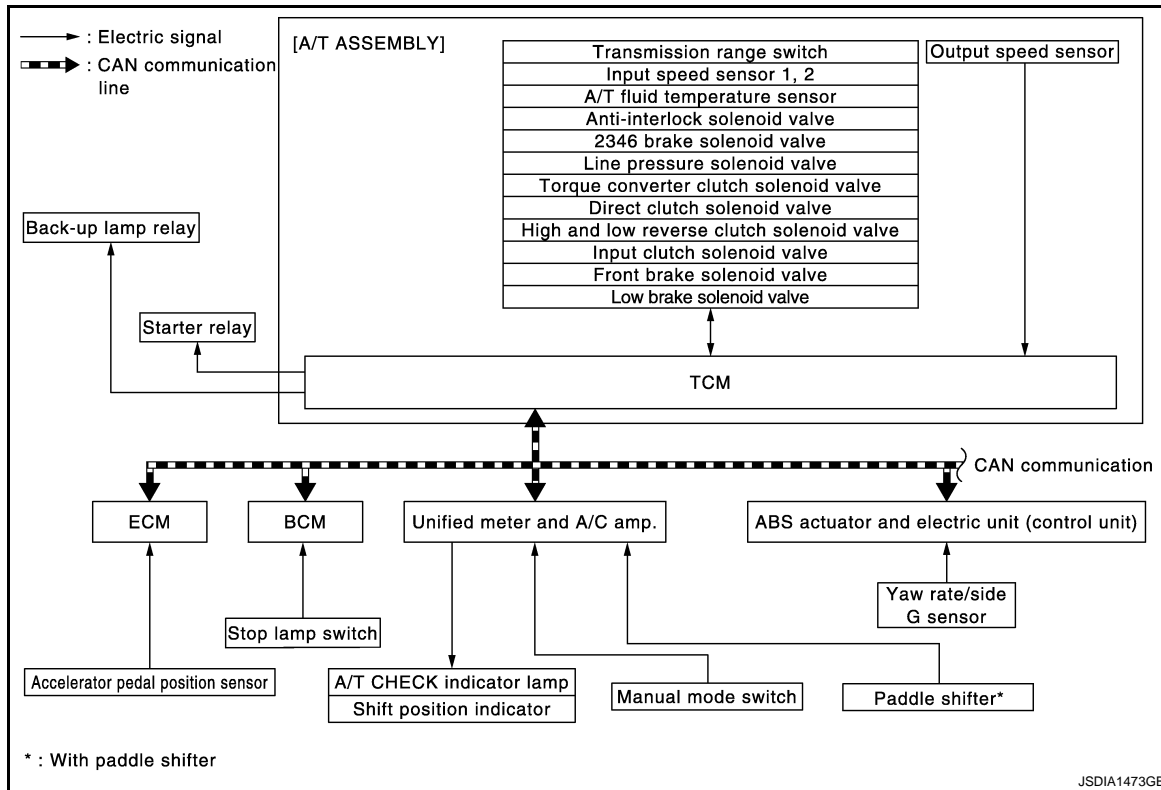 : Electric signal
: CAN communication
line
[A/T ASSEMBLY]
Transmission range switch
Input speed sensor 1, 2
A/T fluid temperature sensor
Anti-interlock solenoid valve
2346 brake solenoid valve
Line pressure solenoid valve
Torque converter clutch solenoid valve
Direct clutch solenoid valve
High and low reverse clutch solenoid valve
Input clutch solenoid valve
Front brake solenoid valve
Low brake solenoid valve
Output speed sensor
Back-up lamp relay
Starter relay
TCM
CAN communication
ECM
BCM
Unified meter and A/C amp.
ABS actuator and electric unit (control unit)
Yaw rate/side
G sensor
Stop lamp switch
Accelerator pedal position sensor
A/T CHECK indicator lamp
Shift position indicator
Manual mode switch
Paddle shifter*
* : With paddle shifter
JSDIA1473GB